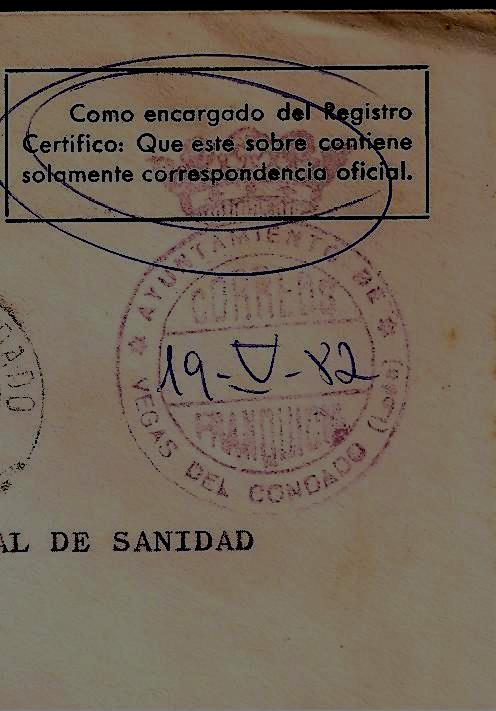 Como encargado del Registro
Certifico: Que este sobre contiene
solamente correspondencia oficial.
* AYUNTAMIENTO DE *
CORREOS
19-V-82
FRANQUICIA
VEGAS DEL CONDADO (León)
AL DE SANIDAD